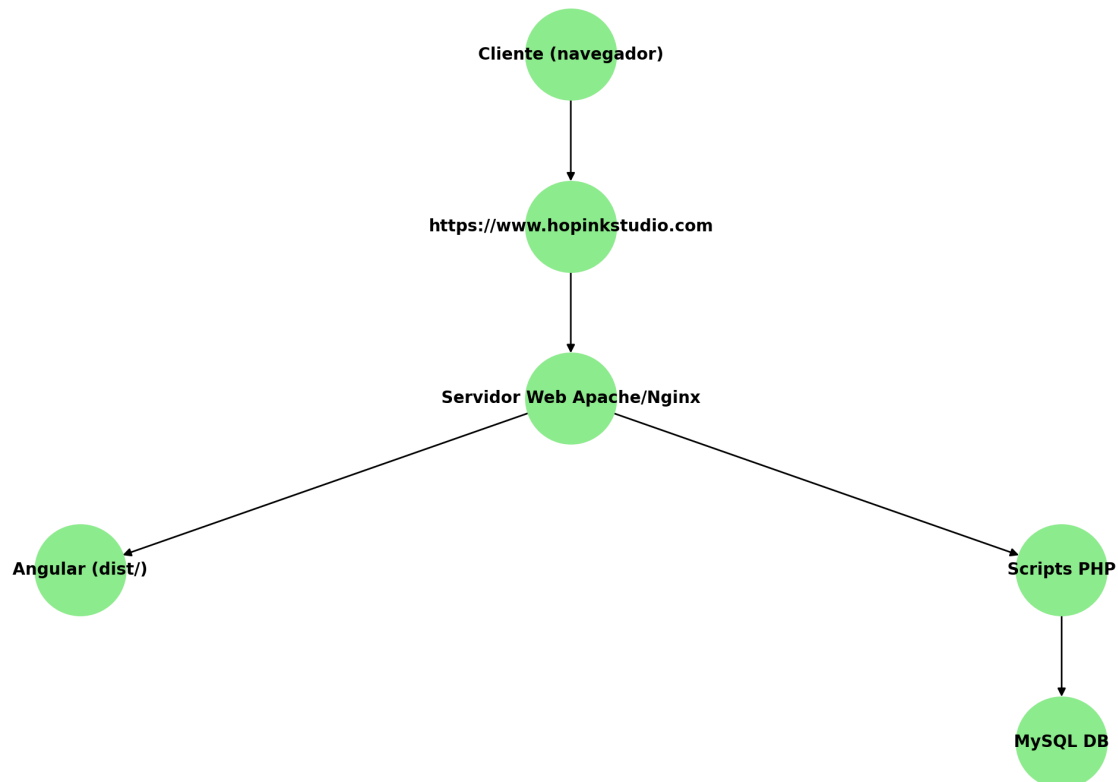 Cliente (navegador)
https://www.hopinkstudio.com
Servidor Web Apache/Nginx
Angular (dist/)
Scripts PHP
MySQL DB